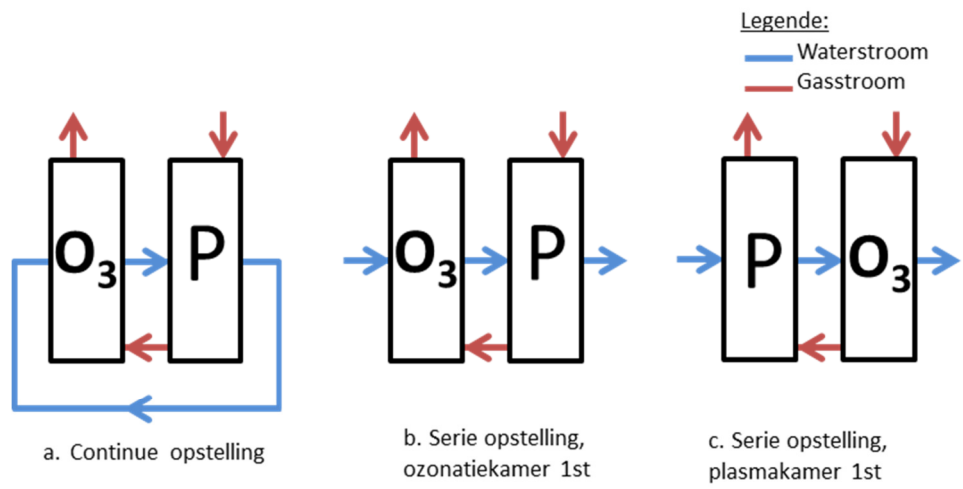 Legende:
Waterstroom
Gasstroom
O₃ P
O₃ P
P O₃
a. Continue opstelling
b. Serie opstelling,
ozonatiekamer 1st
c. Serie opstelling,
plasmakamer 1st